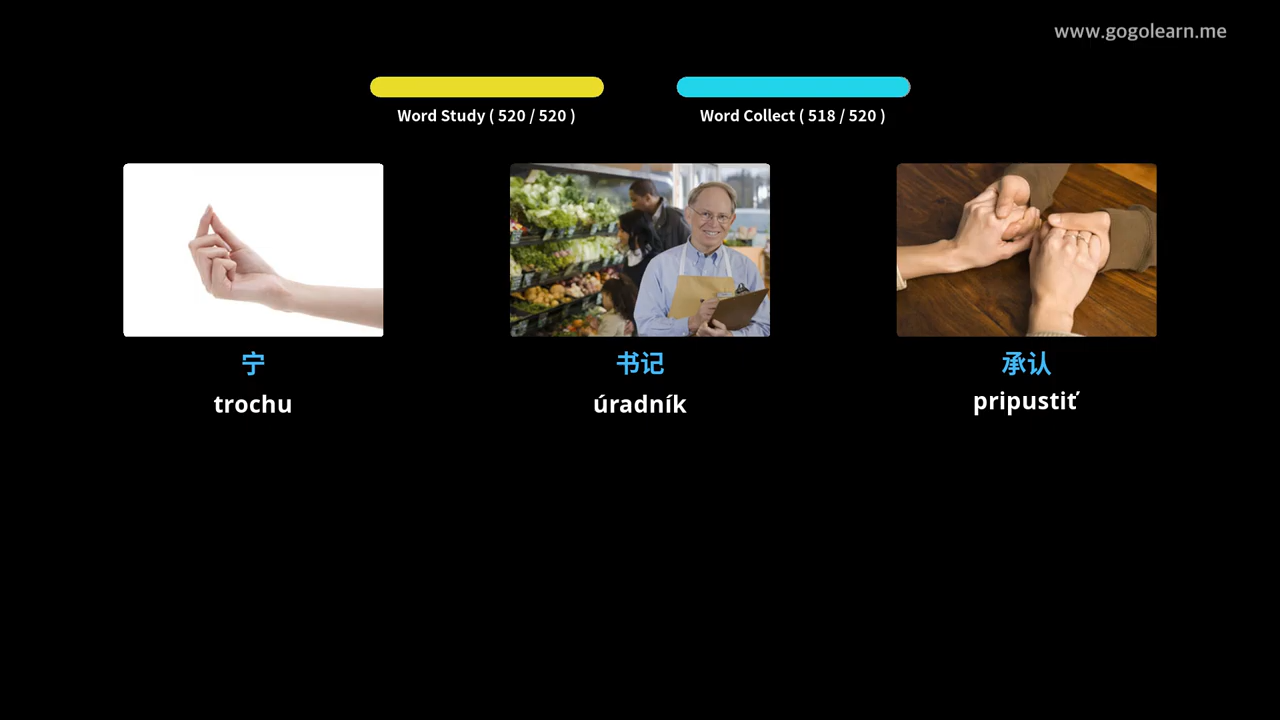 www.gogolearn.me
Word Study ( 520 / 520 )
Word Collect ( 518 / 520 )
宁
书记
承认
trochu
úradník
pripustiť